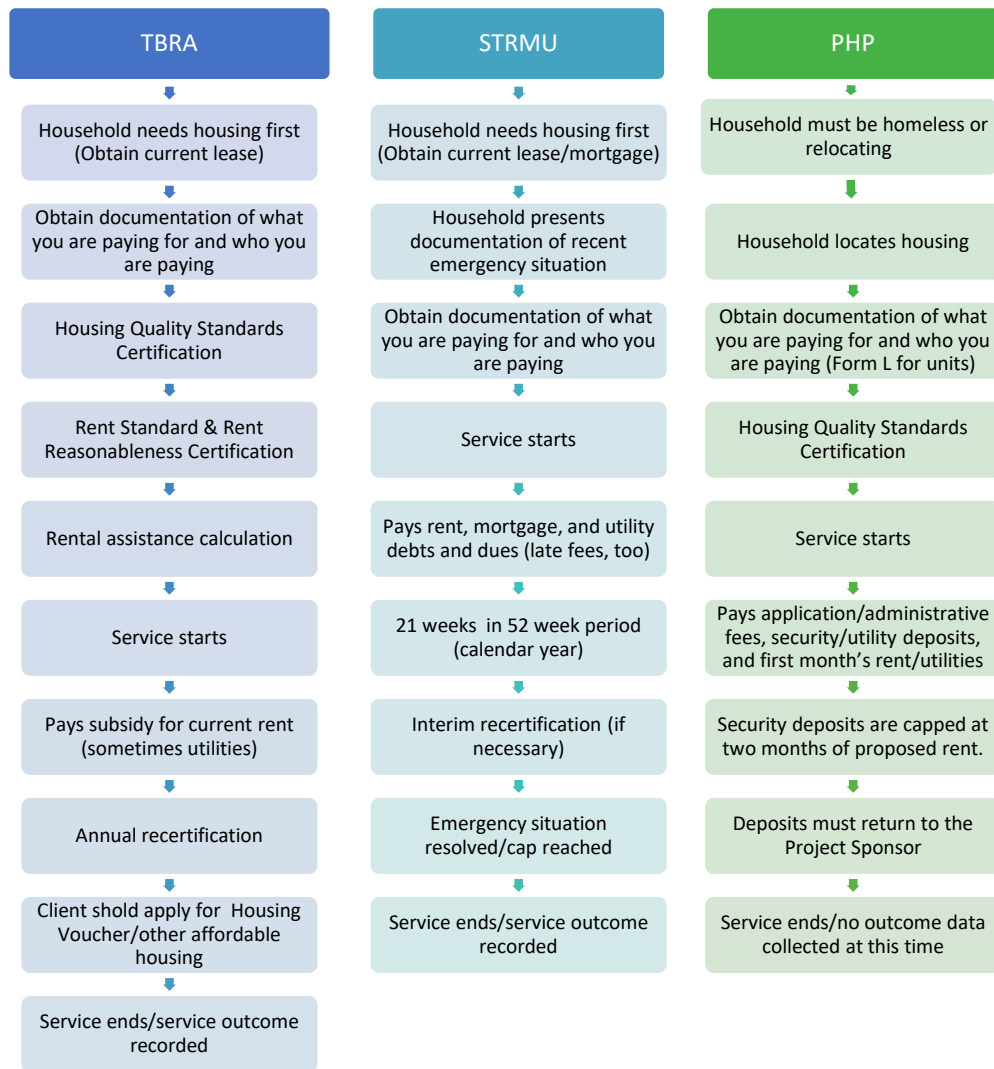 TBRA
Household needs housing first
(Obtain current lease)
Obtain documentation of what
you are paying for and who you
are paying
Housing Quality Standards
Certification
Rent Standard & Rent
Reasonableness Certification
Rental assistance calculation
Service starts
Pays subsidy for current rent
(sometimes utilities)
Annual recertification
Client shold apply for  Housing
Voucher/other affordable
housing
Service ends/service outcome
recorded
STRMU
Household needs housing first
(Obtain current lease/mortgage)
Household presents
documentation of recent
emergency situation
Obtain documentation of what
you are paying for and who you
are paying
Service starts
Pays rent, mortgage, and utility
debts and dues (late fees, too)
21 weeks  in 52 week period
(calendar year)
Interim recertification (if
necessary)
Emergency situation
resolved/cap reached
Service ends/service outcome
recorded
PHP
Household must be homeless or
relocating
Household locates housing
Obtain documentation of what
you are paying for and who you
are paying (Form L for units)
Housing Quality Standards
Certification
Service starts
Pays application/administrative
fees, security/utility deposits,
and first month’s rent/utilities
Security deposits are capped at
two months of proposed rent.
Deposits must return to the
Project Sponsor
Service ends/no outcome data
collected at this time